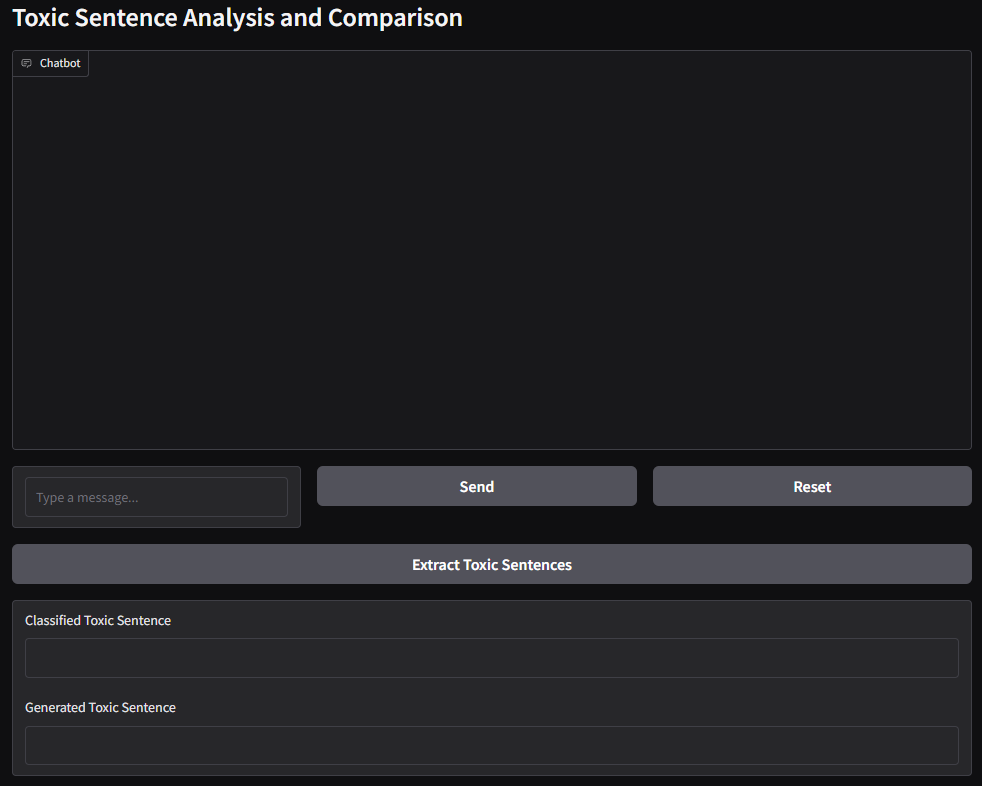 Toxic Sentence Analysis and Comparison
Chatbot
Type a message...
Send
Reset
Extract Toxic Sentences
Classified Toxic Sentence
Generated Toxic Sentence